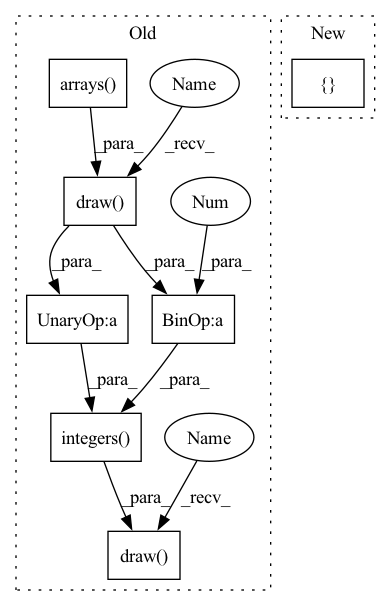 Old
New
arrays()
Name
{}
_para_
_recv_
draw()
Num
_para_
_para_
_para_
UnaryOp:a
BinOp:a
_para_
_para_
integers()
Name
_para_
_recv_
draw()